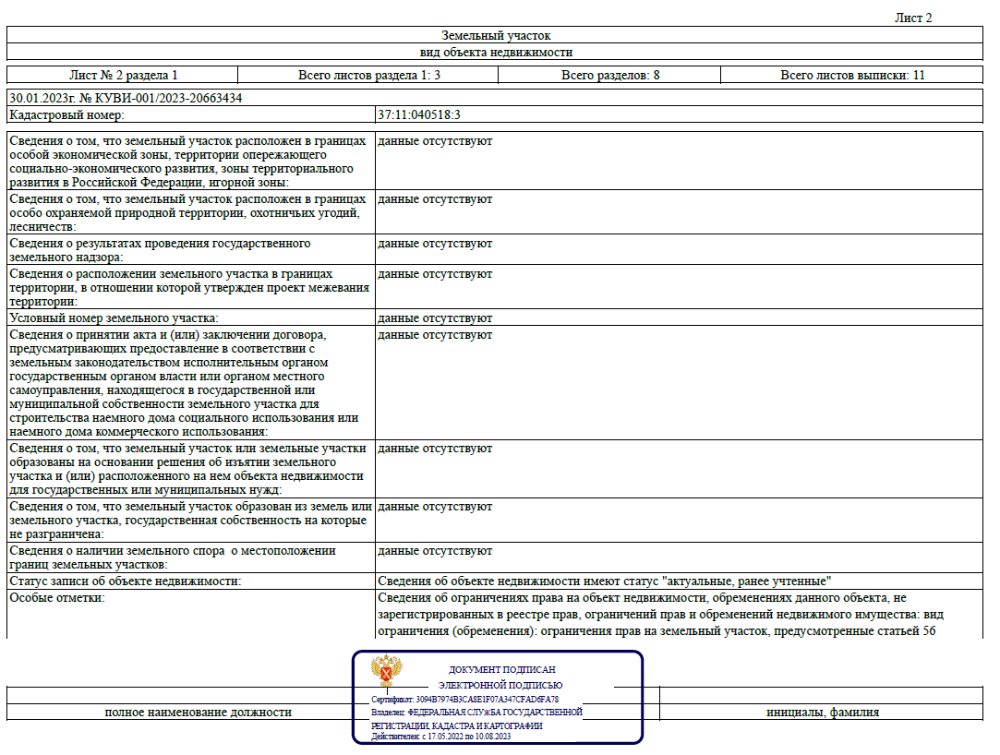 Лист 2
Земельный участок
вид объекта недвижимости
Лист № 2 раздела 1
Всего листов раздела 1: 3
Всего разделов: 8
Всего листов выписки: 11
30.01.2023г. № КУВИ-001/2023-20663434
Кадастровый номер:
37:11:040518:3
Сведения о том, что земельный участок расположен в границах
особой экономической зоны, территории опережающего
социально-экономического развития, зоны территориального
развития в Российской Федерации, игорной зоны:
данные отсутствуют
Сведения о том, что земельный участок расположен в границах
особо охраняемой природной территории, охотничьих угодий,
лесничеств:
данные отсутствуют
Сведения о результатах проведения государственного
земельного надзора:
данные отсутствуют
Сведения о расположении земельного участка в границах
территории, в отношении которой утвержден проект межевания
территории:
данные отсутствуют
Условный номер земельного участка:
данные отсутствуют
Сведения о принятии акта и (или) заключении договора,
предусматривающих предоставление в соответствии с
земельным законодательством исполнительным органом
государственным органом власти или органом местного
самоуправления, находящегося в государственной или
муниципальной собственности земельного участка для
строительства наемного дома социального использования или
наемного дома коммерческого использования:
данные отсутствуют
Сведения о том, что земельный участок или земельные участки
образованы на основании решения об изъятии земельного
участка и (или) расположенного на нем объекта недвижимости
для государственных или муниципальных нужд:
данные отсутствуют
Сведения о том, что земельный участок образован из земель или
земельного участка, государственная собственность на которые
не разграничена:
данные отсутствуют
Сведения о наличии земельного спора о местоположении
границ земельных участков:
данные отсутствуют
Статус записи об объекте недвижимости:
Сведения об объекте недвижимости имеют статус "актуальные, ранее учтенные"
Особые отметки:
Сведения об ограничениях права на объект недвижимости, обременениях данного объекта, не
зарегистрированных в реестре прав, ограничений прав и обременений недвижимого имущества: вид
ограничения (обременения): ограничения прав на земельный участок, предусмотренные статьей 56
ДОКУМЕНТ ПОДПИСАН
ЭЛЕКТРОННОЙ ПОДПИСЬЮ
Сертификат: 3094B7974B3CA8E1F07A347CFAD6FA78
Владелец: ФЕДЕРАЛЬНАЯ СЛУЖБА ГОСУДАРСТВЕННОЙ
РЕГИСТРАЦИИ, КАДАСТРА И КАРТОГРАФИИ
Действителен: с 17.05.2022 по 10.08.2023
полное наименование должности
инициалы, фамилия